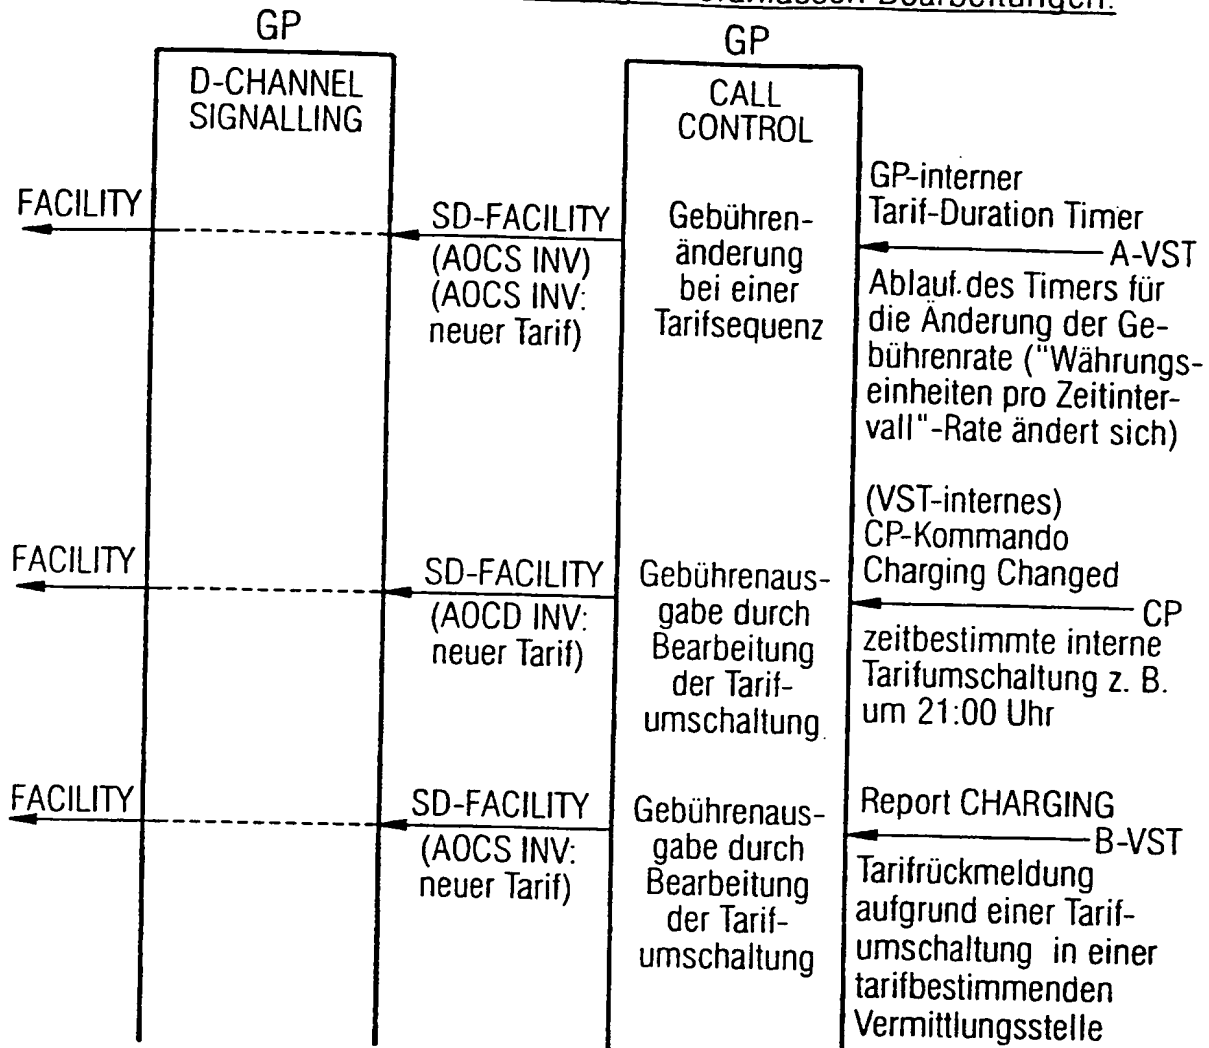 Bearbeitungen:
GP
GP
D-CHANNEL
SIGNALLING
CALL
CONTROL
GP-interner
Tarif-Duration Timer
FACILITY
SD-FACILITY
(AOCS INV)
(AOCS INV:
neuer Tarif)
Gebühren-
änderung
bei einer
Tarifsequenz
A-VST
Ablauf des Timers für
die Änderung der Ge-
bührenrate ("Währungs-
einheiten pro Zeitinter-
vall"-Rate ändert sich)
(VST-internes)
CP-Kommando
Charging Changed
FACILITY
SD-FACILITY
(AOCD INV:
neuer Tarif)
Gebührenaus-
gabe durch
Bearbeitung
der Tarif-
umschaltung
CP
zeitbestimmte interne
Tarifumschaltung z. B.
um 21:00 Uhr
FACILITY
SD-FACILITY
(AOCS INV:
neuer Tarif)
Gebührenaus-
gabe durch
Bearbeitung
der Tarif-
umschaltung
Report CHARGING
B-VST
Tarifrückmeldung
aufgrund einer Tarif-
umschaltung in einer
tarifbestimmenden
Vermittlungsstelle